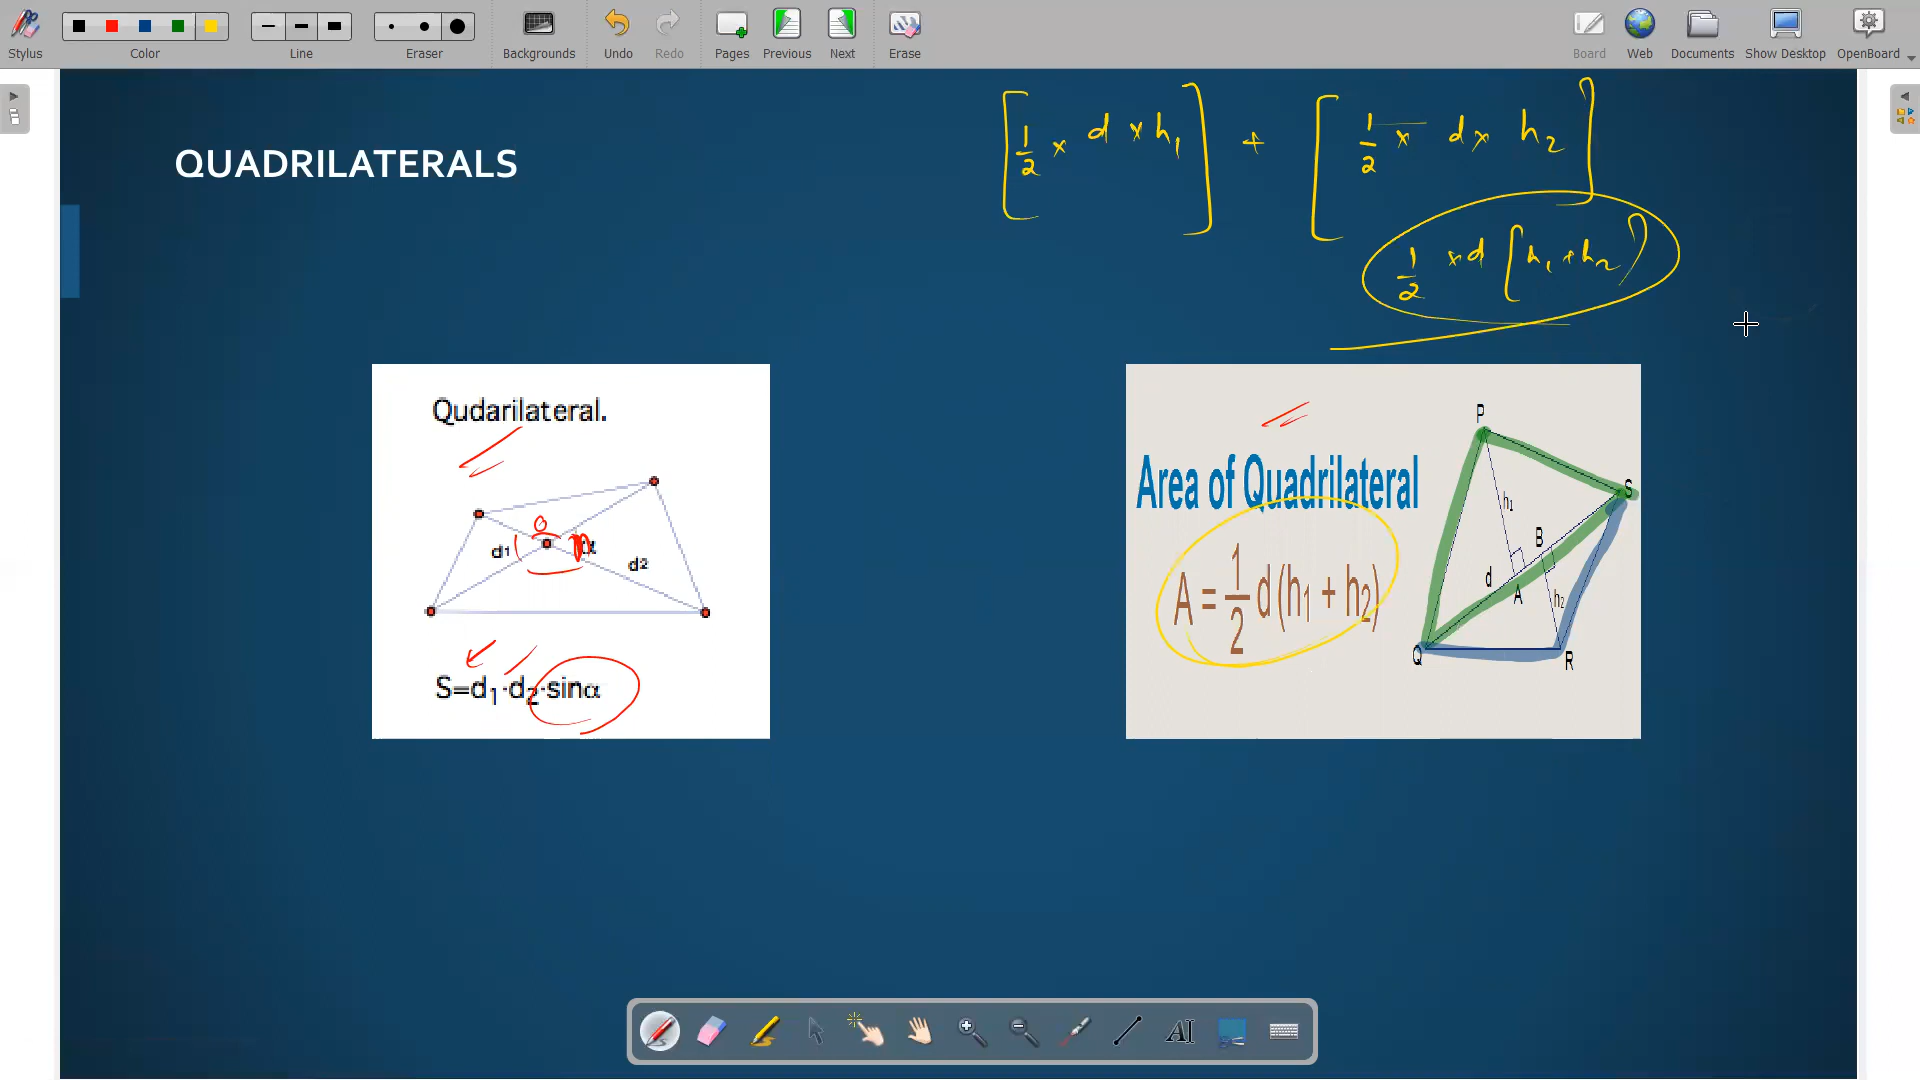 Stylus
Color
Line
Eraser
Backgrounds
Undo
Redo
Pages
Previous
Next
Erase
Board
Web
Documents
Show Desktop
OpenBoard
QUADRILATERALS
[1/2 × d × h1] + [1/2 × d × h2]
1/2 × d [h1 + h2]
Qudarilateral.
θ
d1
α
d2
S=d1·d2·sinα
Area of Quadrilateral
A = 1/2 d(h1 + h2)
P
S
h1
B
d
A
h2
Q
R
AI